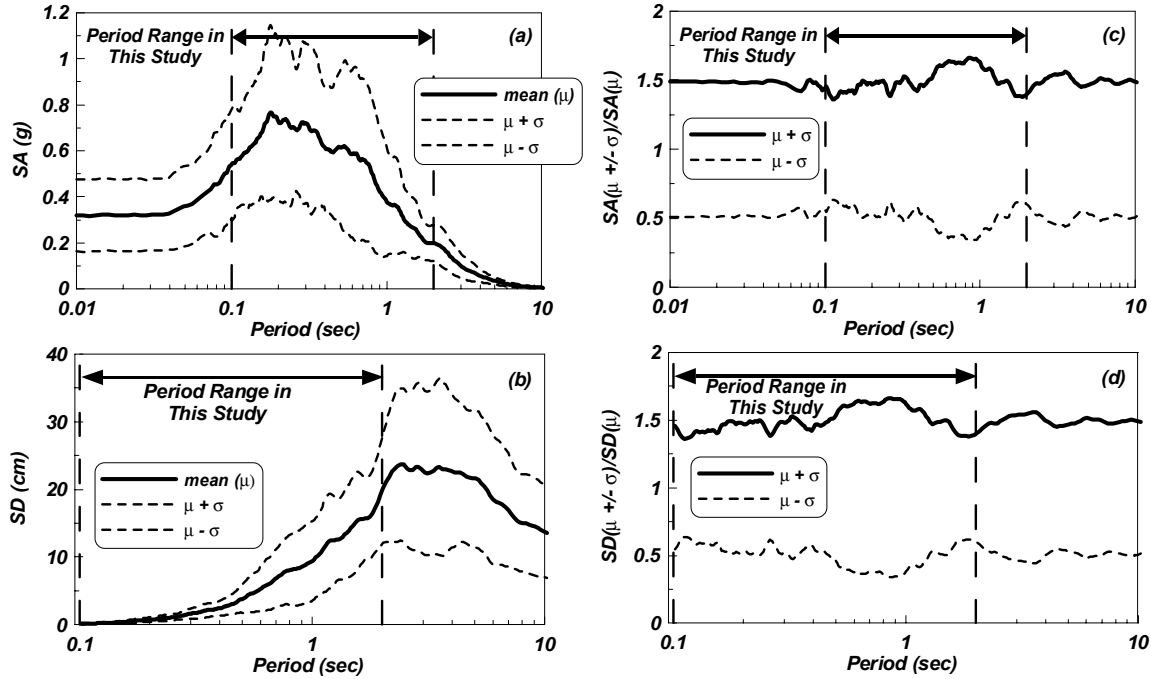 1.2
1
0.8
0.6
0.4
0.2
0
SA (g)
Period Range in
This Study
(a)
mean (μ)
μ + σ
μ - σ
0.01
0.1
1
10
Period (sec)
2
1.5
1
0.5
0
SA(μ +/- σ)/SA(μ)
Period Range in
This Study
(c)
μ + σ
μ - σ
0.01
0.1
1
10
Period (sec)
40
30
20
10
0
SD (cm)
Period Range in
This Study
(b)
mean (μ)
μ + σ
μ - σ
0.1
1
10
Period (sec)
2
1.5
1
0.5
0
SD(μ +/- σ)/SD(μ)
Period Range in
This Study
(d)
μ + σ
μ - σ
0.1
1
10
Period (sec)